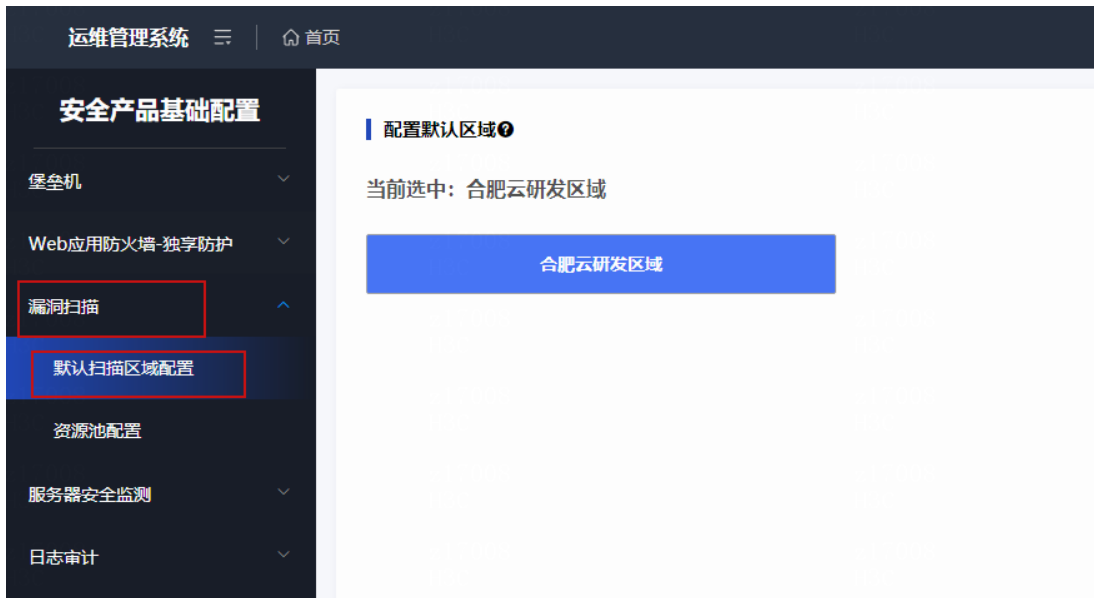 运维管理系统 首页
安全产品基础配置
堡垒机
Web应用防火墙-独享防护
漏洞扫描
默认扫描区域配置
资源池配置
服务器安全监测
日志审计
配置默认区域?
当前选中：合肥云研发区域
合肥云研发区域